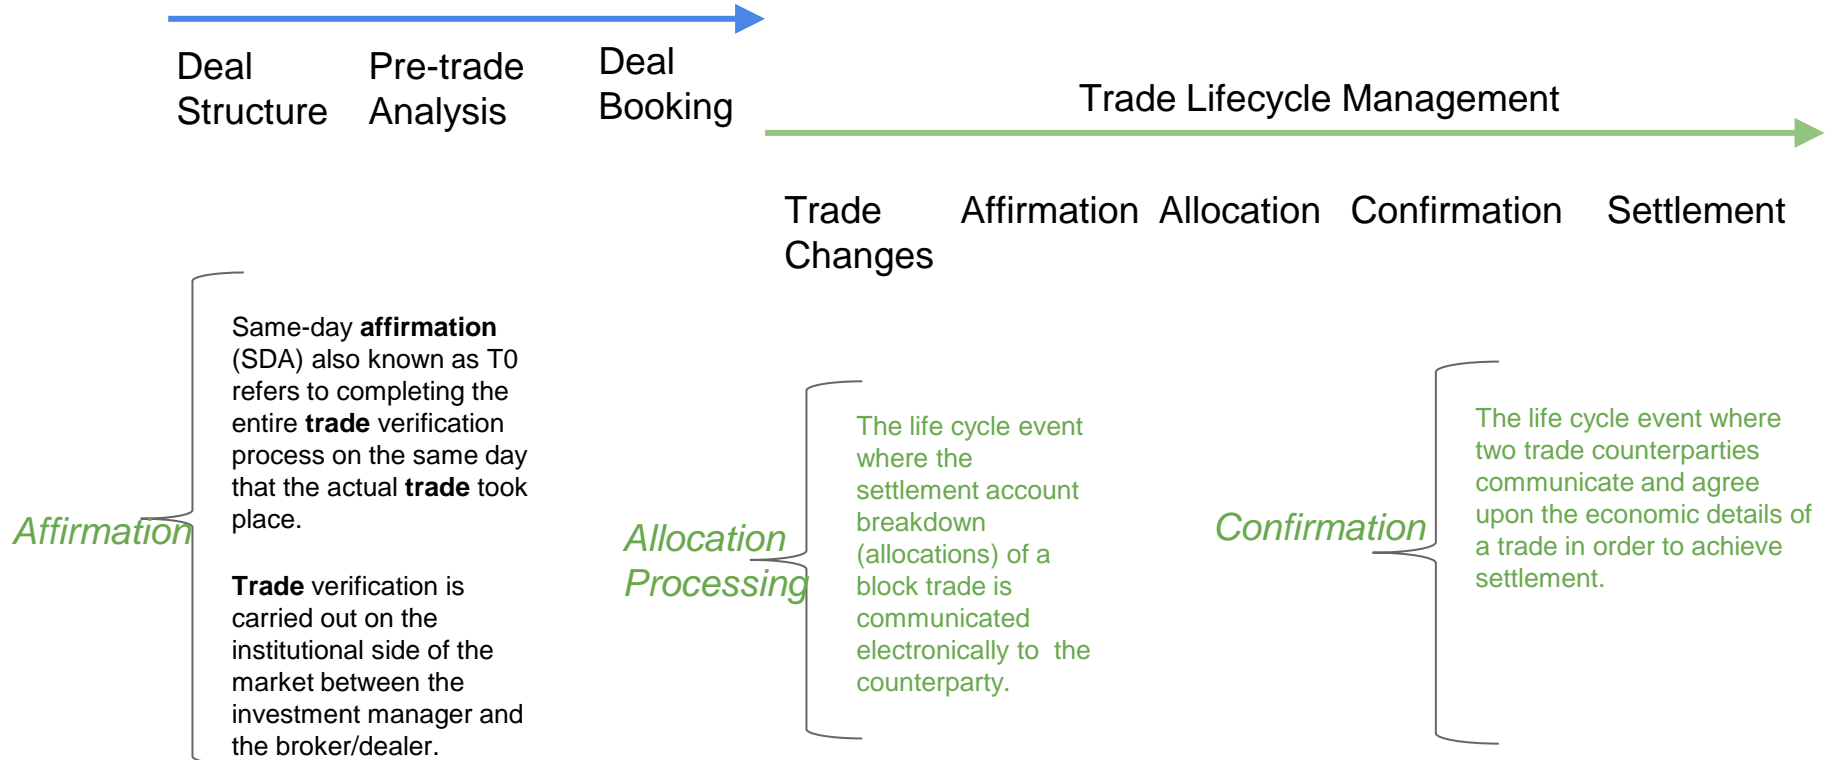 Deal
Structure
Pre-trade
Analysis
Deal
Booking
Trade Lifecycle Management
Trade
Changes
Affirmation
Allocation
Confirmation
Settlement
Affirmation
Same-day affirmation
(SDA) also known as T0
refers to completing the
entire trade verification
process on the same day
that the actual trade took
place.
Trade verification is
carried out on the
institutional side of the
market between the
investment manager and
the broker/dealer.
Allocation
Processing
The life cycle event
where the
settlement account
breakdown
(allocations) of a
block trade is
communicated
electronically to  the
counterparty.
Confirmation
The life cycle event where
two trade counterparties
communicate and agree
upon the economic details of
a trade in order to achieve
settlement.